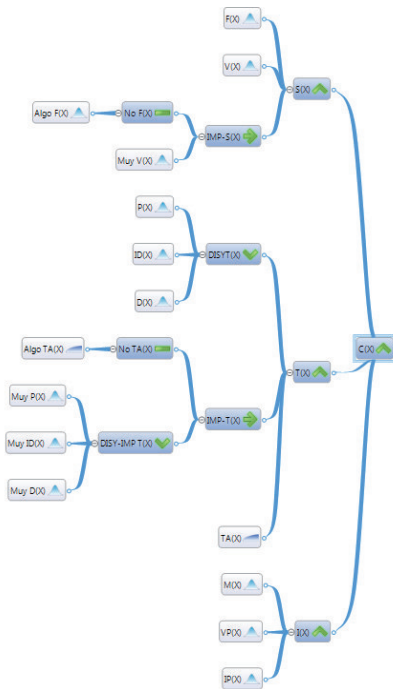 F(X)
V(X)
S(X)
Algo F(X)
No F(X)
IMP-S(X)
Muy V(X)
P(X)
ID(X)
DISYT(X)
D(X)
Algo TA(X)
No TA(X)
C(X)
T(X)
Muy P(X)
IMP-T(X)
Muy ID(X)
DISY-IMPT(X)
Muy D(X)
TA(X)
M(X)
VP(X)
I(X)
IP(X)